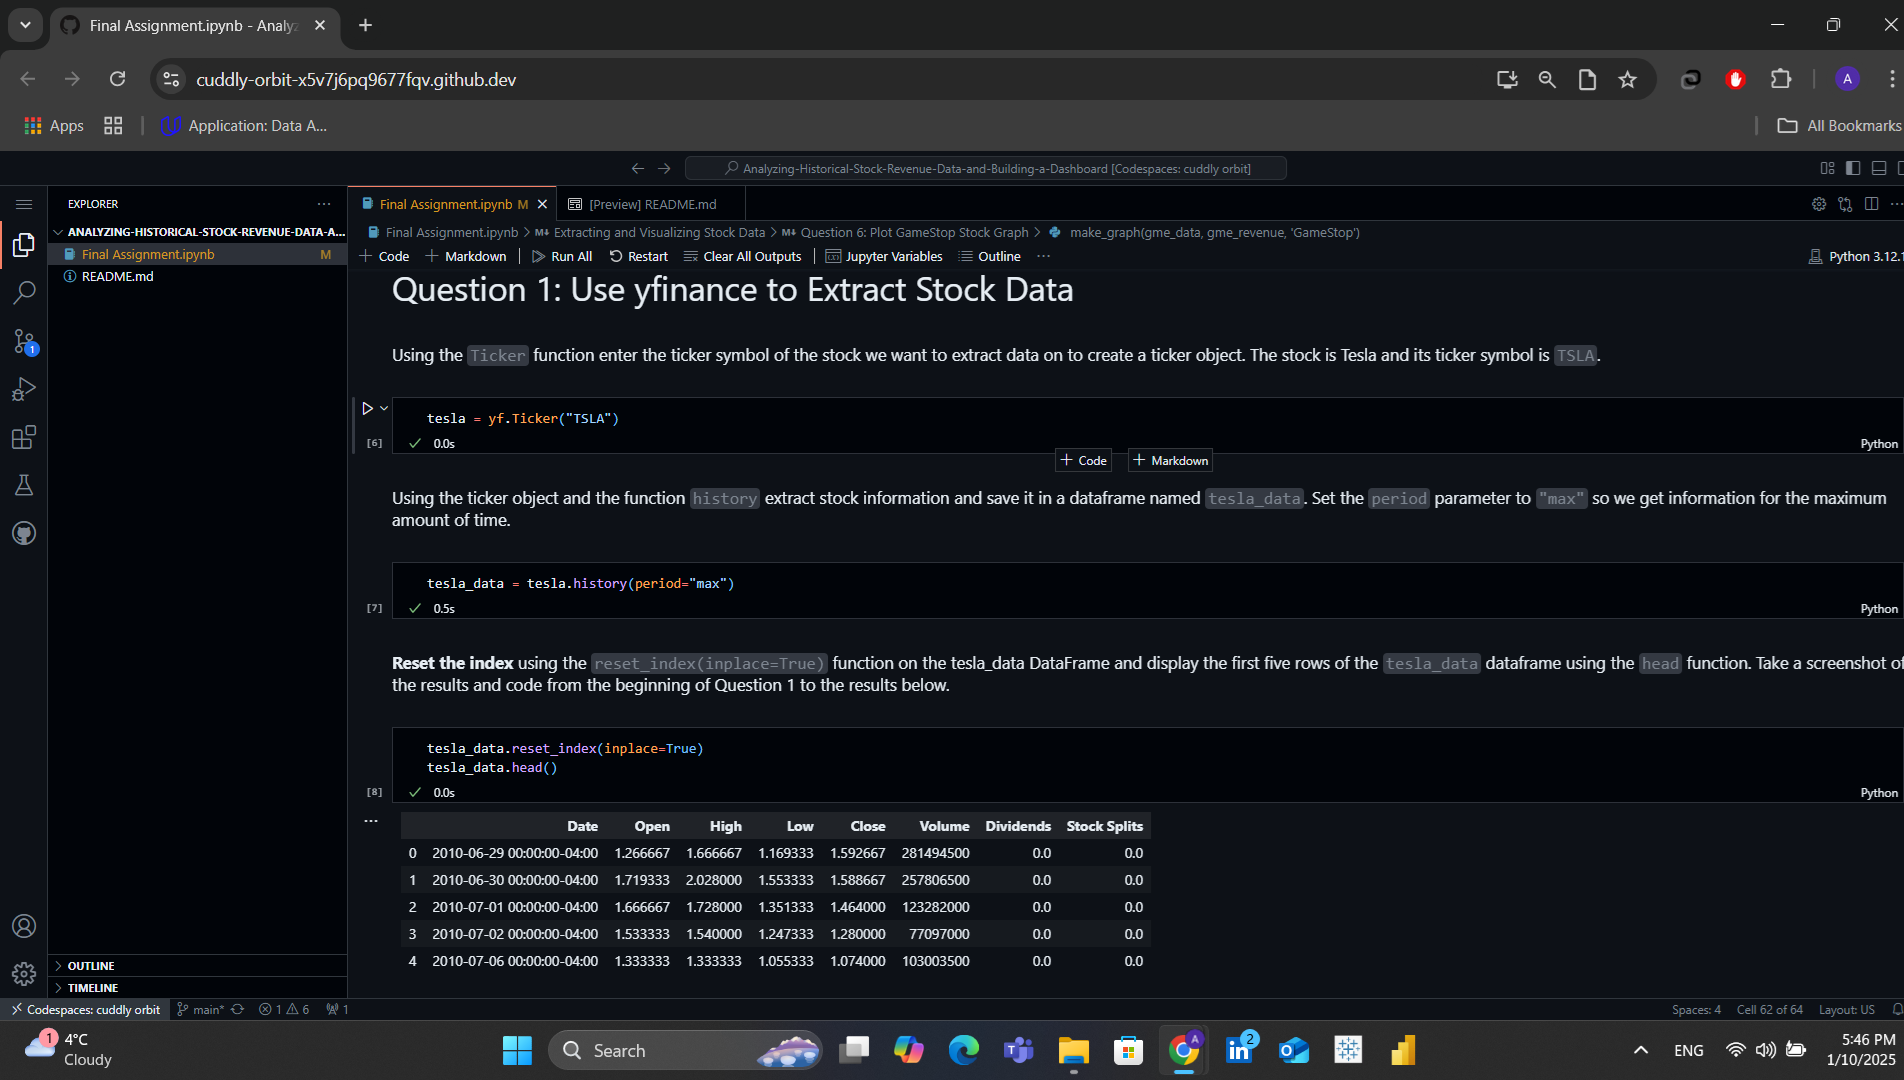 Final Assignment.ipynb - Analyz
cuddly-orbit-x5v7j6pq9677fqv.github.dev
A
Apps
Application: Data A...
All Bookmarks
Analyzing-Historical-Stock-Revenue-Data-and-Building-a-Dashboard [Codespaces: cuddly orbit]
EXPLORER
Final Assignment.ipynb M
[Preview] README.md
ANALYZING-HISTORICAL-STOCK-REVENUE-DATA-A...
Final Assignment.ipynb > M↓ Extracting and Visualizing Stock Data > M↓ Question 6: Plot GameStop Stock Graph > make_graph(gme_data, gme_revenue, 'GameStop')
Final Assignment.ipynb M
README.md
+ Code + Markdown Run All Restart Clear All Outputs Jupyter Variables Outline ... Python 3.12.1
Question 1: Use yfinance to Extract Stock Data
Using the Ticker function enter the ticker symbol of the stock we want to extract data on to create a ticker object. The stock is Tesla and its ticker symbol is TSLA.
tesla = yf.Ticker("TSLA")
[6] 0.0s Python
+ Code + Markdown
Using the ticker object and the function history extract stock information and save it in a dataframe named tesla_data. Set the period parameter to "max" so we get information for the maximum
amount of time.
tesla_data = tesla.history(period="max")
[7] 0.5s Python
Reset the index using the reset_index(inplace=True) function on the tesla_data DataFrame and display the first five rows of the tesla_data dataframe using the head function. Take a screenshot of
the results and code from the beginning of Question 1 to the results below.
tesla_data.reset_index(inplace=True)
tesla_data.head()
[8] 0.0s Python
...
Date Open High Low Close Volume Dividends Stock Splits
0 2010-06-29 00:00:00-04:00 1.266667 1.666667 1.169333 1.592667 281494500 0.0 0.0
1 2010-06-30 00:00:00-04:00 1.719333 2.028000 1.553333 1.588667 257806500 0.0 0.0
2 2010-07-01 00:00:00-04:00 1.666667 1.728000 1.351333 1.464000 123282000 0.0 0.0
3 2010-07-02 00:00:00-04:00 1.533333 1.540000 1.247333 1.280000 77097000 0.0 0.0
4 2010-07-06 00:00:00-04:00 1.333333 1.333333 1.055333 1.074000 103003500 0.0 0.0
1
OUTLINE
TIMELINE
Codespaces: cuddly orbit main* 1 6 1 Spaces: 4 Cell 62 of 64 Layout: US
1
4°C
Cloudy
Search
A
2
ENG
5:46 PM
1/10/2025